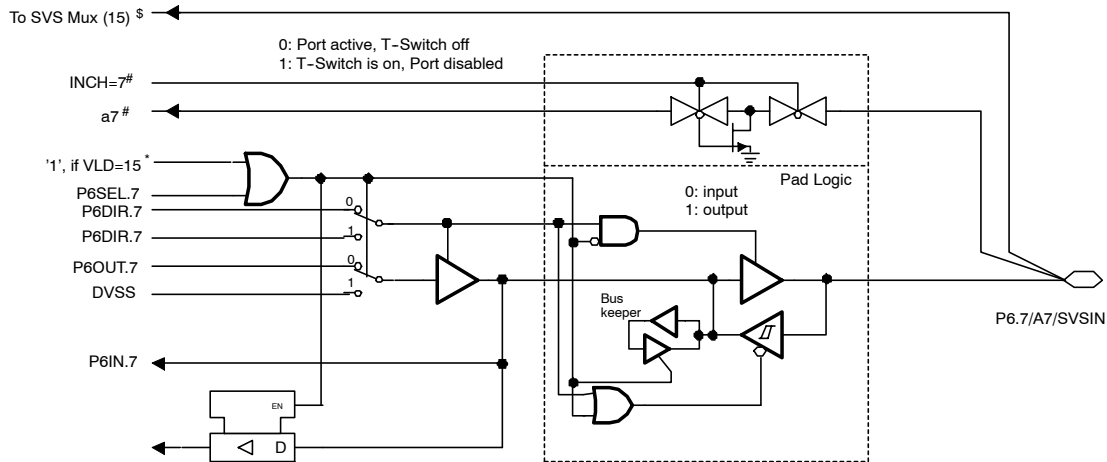 To SVS Mux (15) $
0: Port active, T-Switch off
1: T-Switch is on, Port disabled
INCH=7#
a7 #
'1', if VLD=15 *
Pad Logic
P6SEL.7
0: input
1: output
P6DIR.7
0
P6DIR.7
1
P6OUT.7
0
DVSS
1
Bus
keeper
P6.7/A7/SVSIN
P6IN.7
EN
D